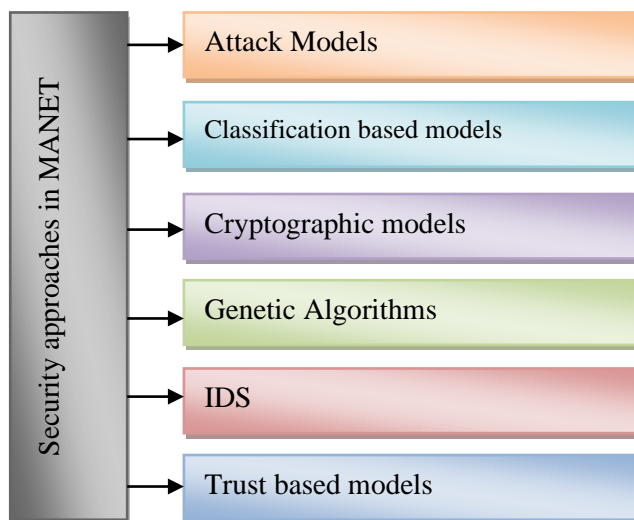 Security approaches in MANET
Attack Models
Classification based models
Cryptographic models
Genetic Algorithms
IDS
Trust based models